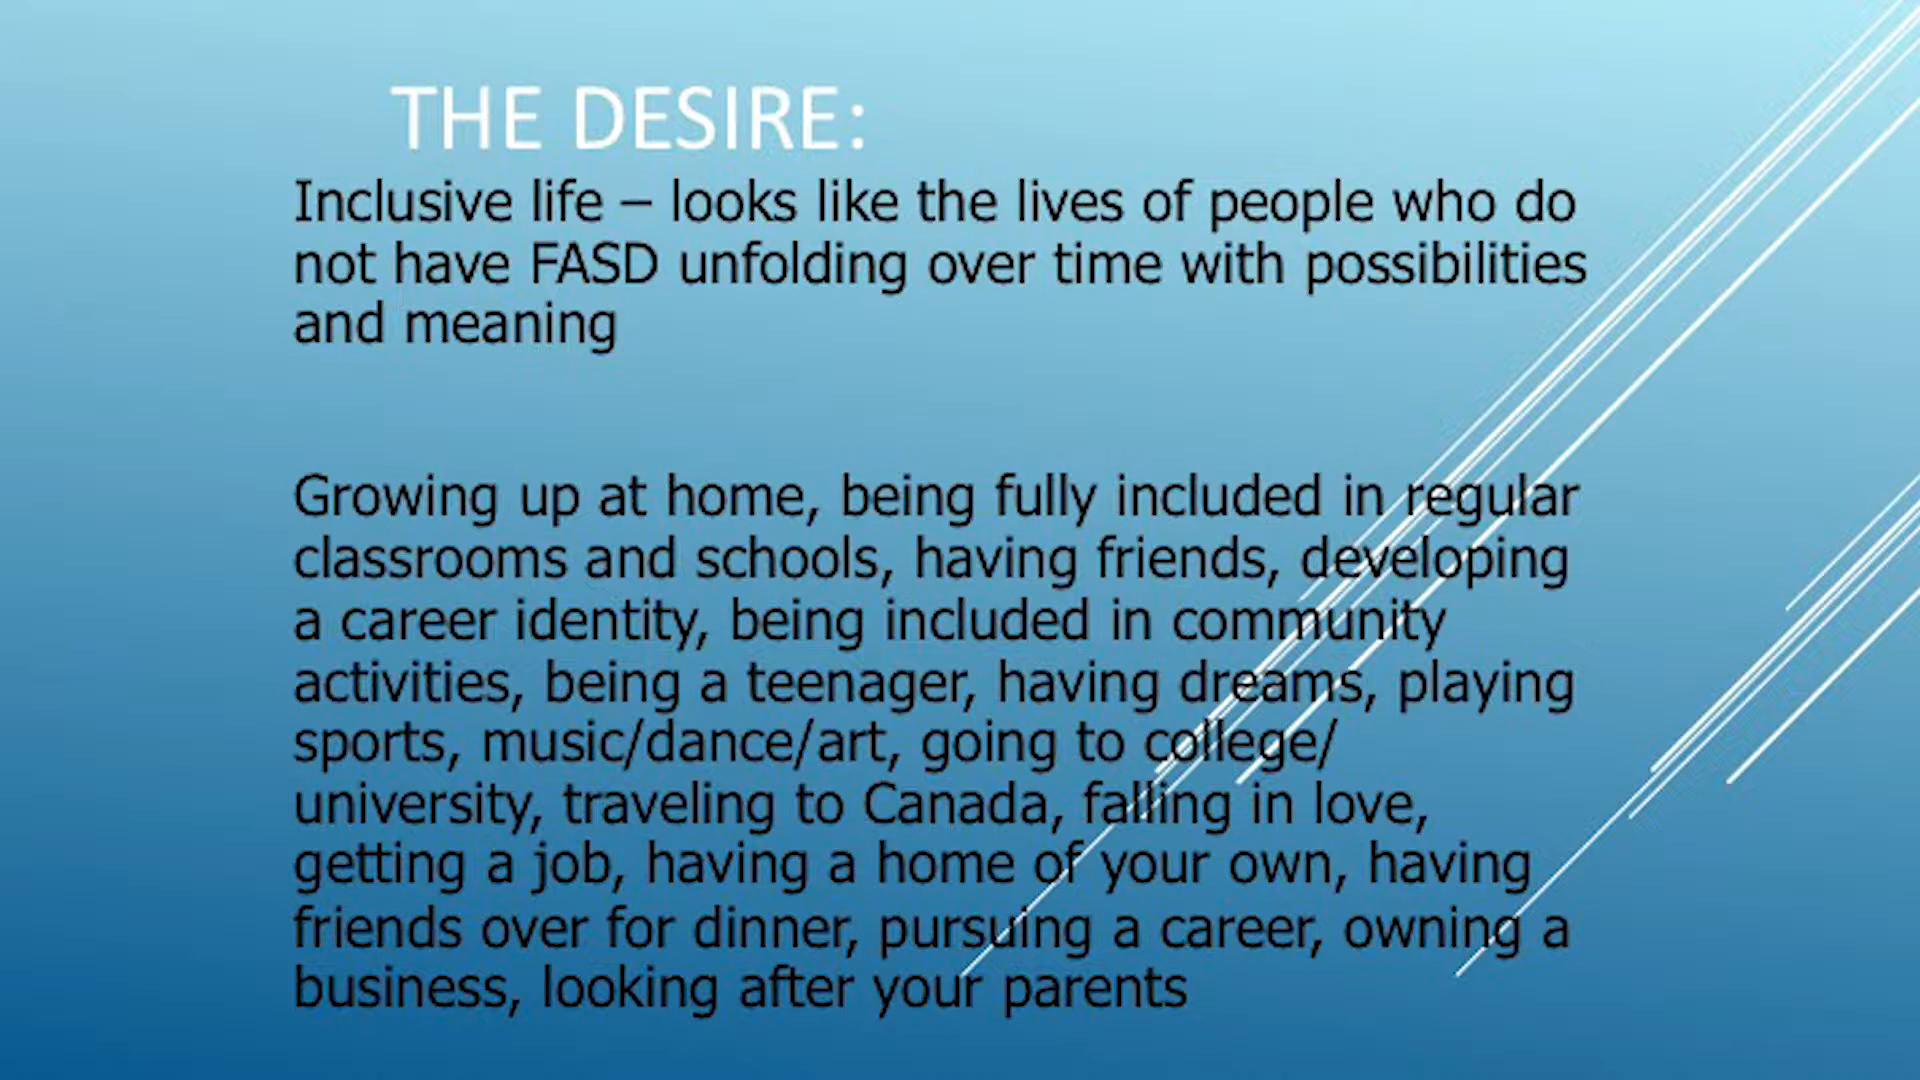 THE DESIRE:
Inclusive life – looks like the lives of people who do
not have FASD unfolding over time with possibilities
and meaning
Growing up at home, being fully included in regular
classrooms and schools, having friends, developing
a career identity, being included in community
activities, being a teenager, having dreams, playing
sports, music/dance/art, going to college/
university, traveling to Canada, falling in love,
getting a job, having a home of your own, having
friends over for dinner, pursuing a career, owning a
business, looking after your parents